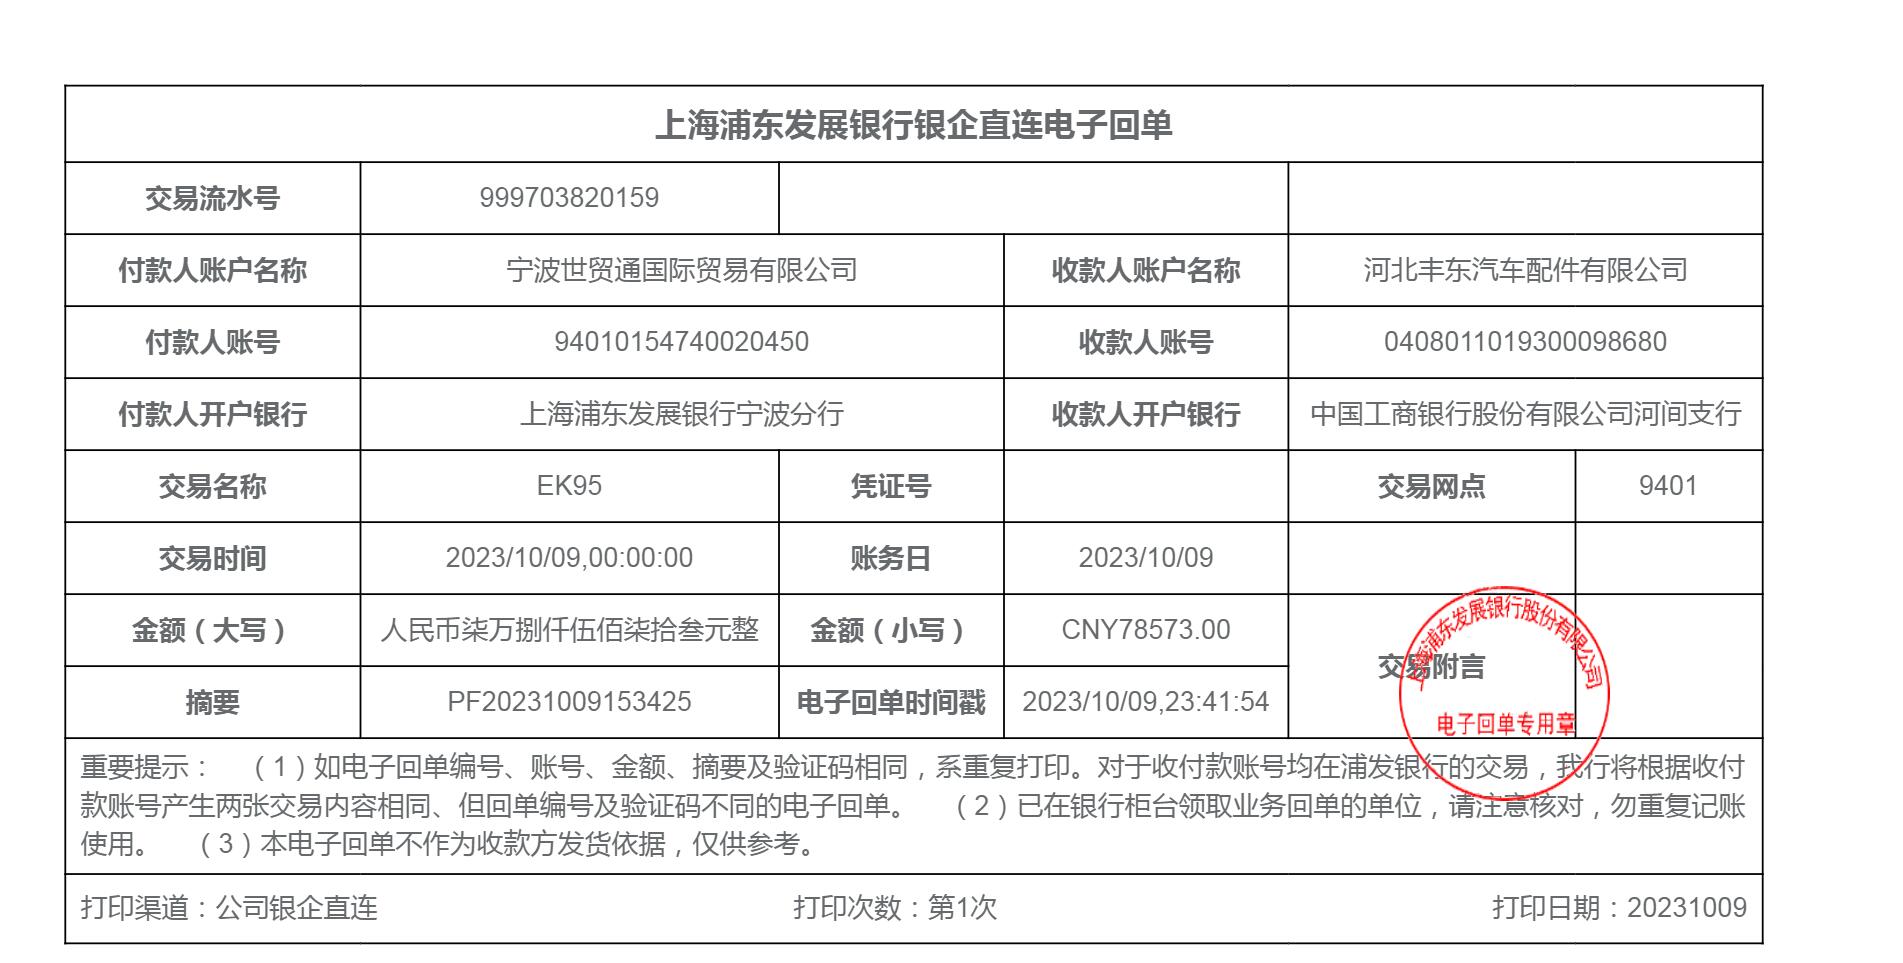 上海浦东发展银行银企直连电子回单
交易流水号 999703820159
付款人账户名称 宁波世贸通国际贸易有限公司 收款人账户名称 河北丰东汽车配件有限公司
付款人账号 94010154740020450 收款人账号 0408011019300098680
付款人开户银行 上海浦东发展银行宁波分行 收款人开户银行 中国工商银行股份有限公司河间支行
交易名称 EK95 凭证号 交易网点 9401
交易时间 2023/10/09,00:00:00 账务日 2023/10/09
金额（大写） 人民币柒万捌仟伍佰柒拾叁元整 金额（小写） CNY78573.00
交易附言
摘要 PF20231009153425 电子回单时间戳 2023/10/09,23:41:54
上海浦东发展银行股份有限公司
电子回单专用章
重要提示： （1）如电子回单编号、账号、金额、摘要及验证码相同，系重复打印。对于收付款账号均在浦发银行的交易，我行将根据收付
款账号产生两张交易内容相同、但回单编号及验证码不同的电子回单。 （2）已在银行柜台领取业务回单的单位，请注意核对，勿重复记账
使用。 （3）本电子回单不作为收款方发货依据，仅供参考。
打印渠道：公司银企直连 打印次数：第1次 打印日期：20231009